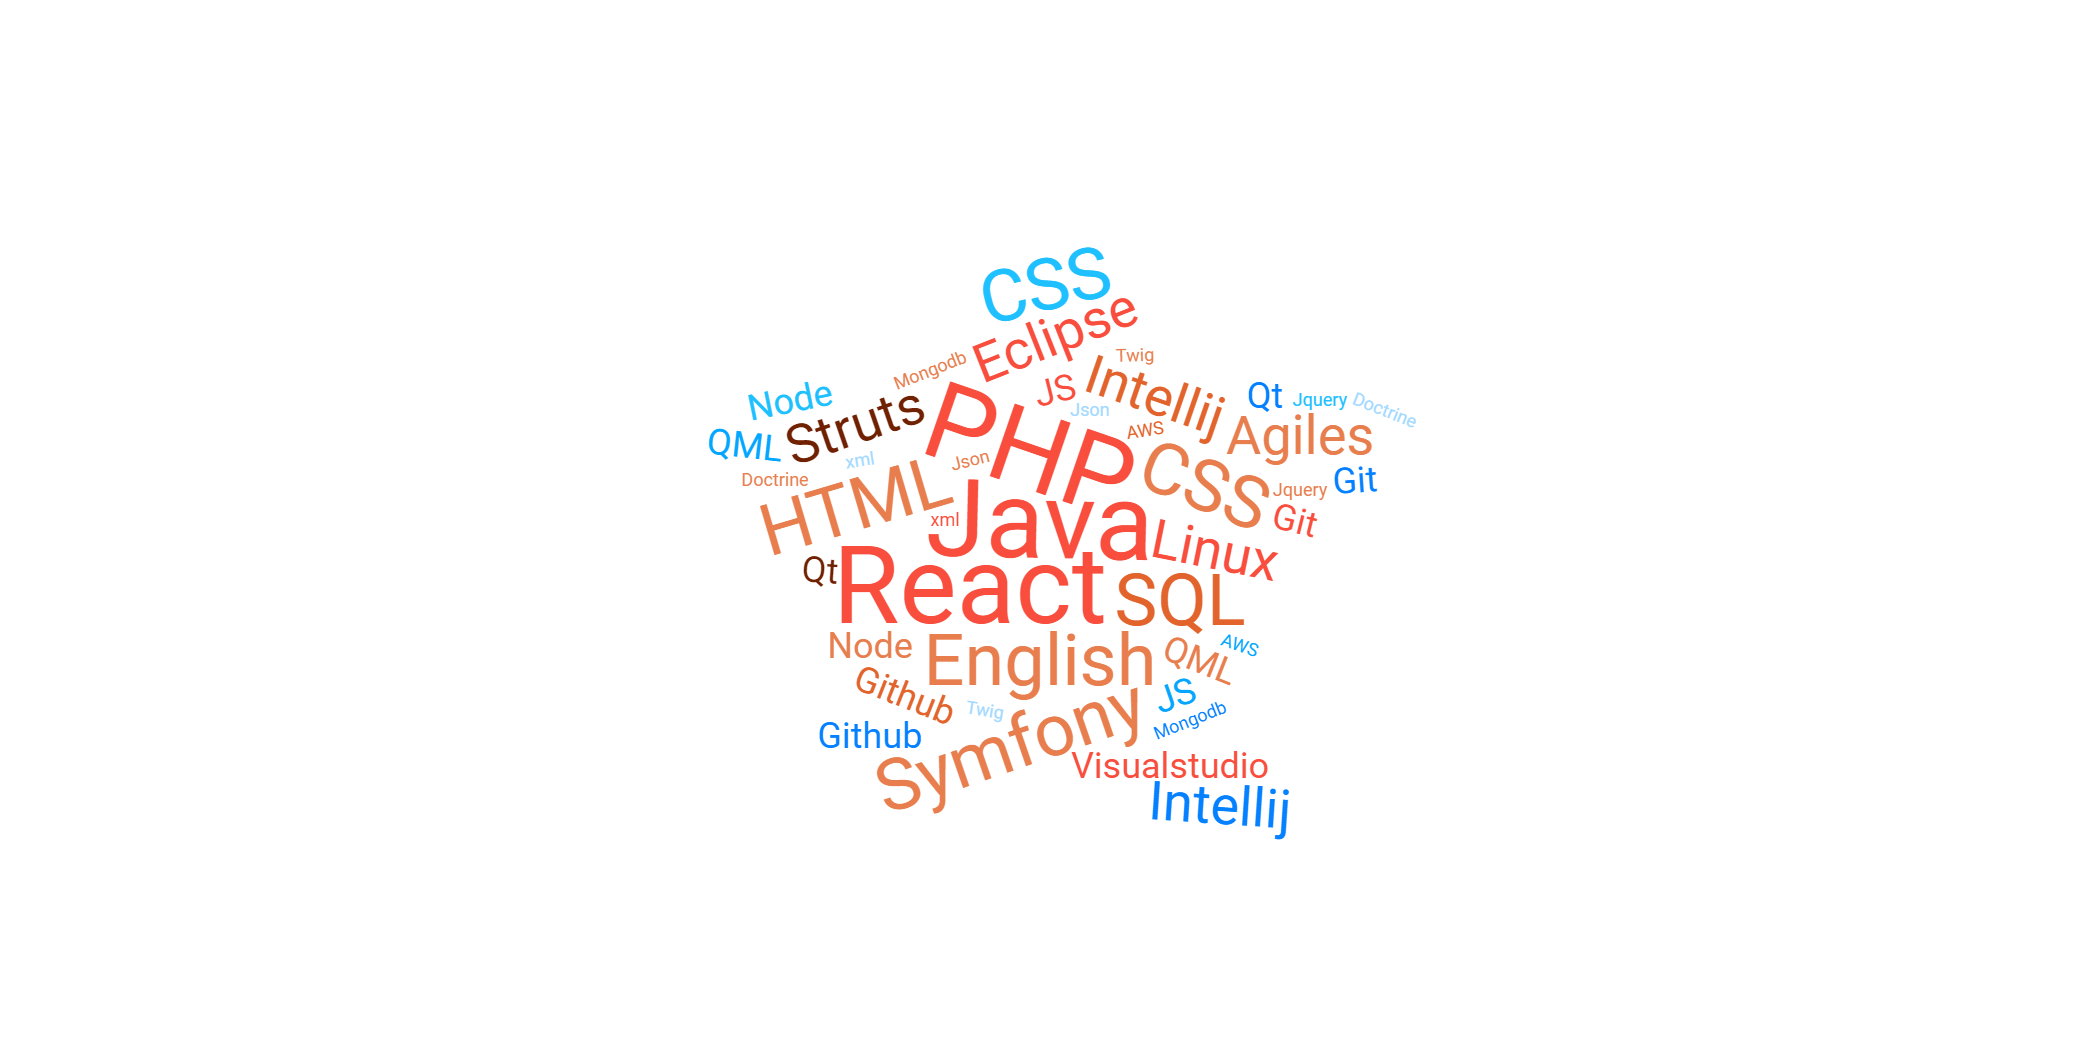 CSS
Eclipse
Twig
Mongodb
JS
Intellij
Node
Struts
PHP
Json
Qt
Jquery
Doctrine
QML
xml
Json
AWS
Agiles
Doctrine
HTML
CSS
Jquery
Git
xml
Java
Linux
Git
Qt
React
SQL
Node
English
QML
AWS
Github
Twig
JS
Github
Symfony
Mongodb
Visualstudio
Intellij